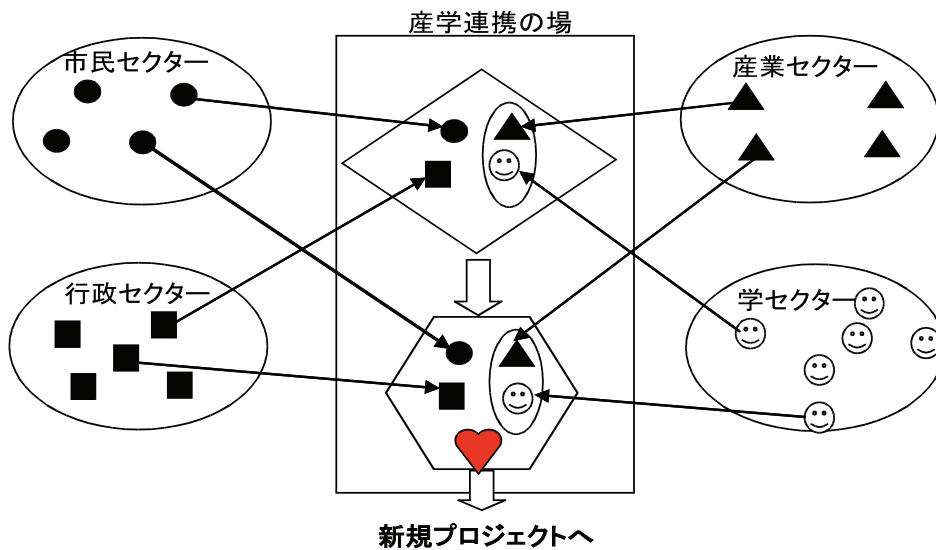 産学連携の場
市民セクター
産業セクター
行政セクター
学セクター
新規プロジェクトへ